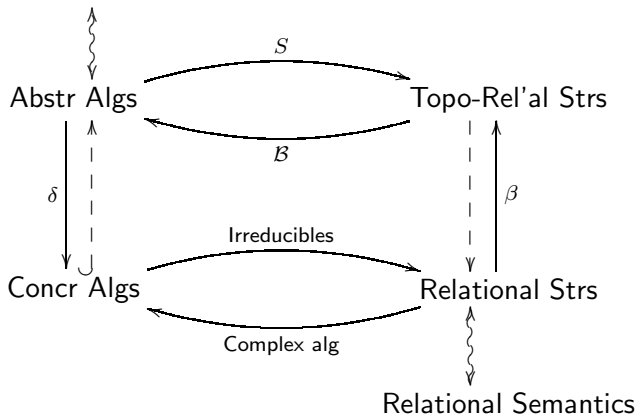 S
Abstr Algs Topo-Rel'al Strs
ℬ
δ β
Irreducibles
Concr Algs Relational Strs
Complex alg
Relational Semantics